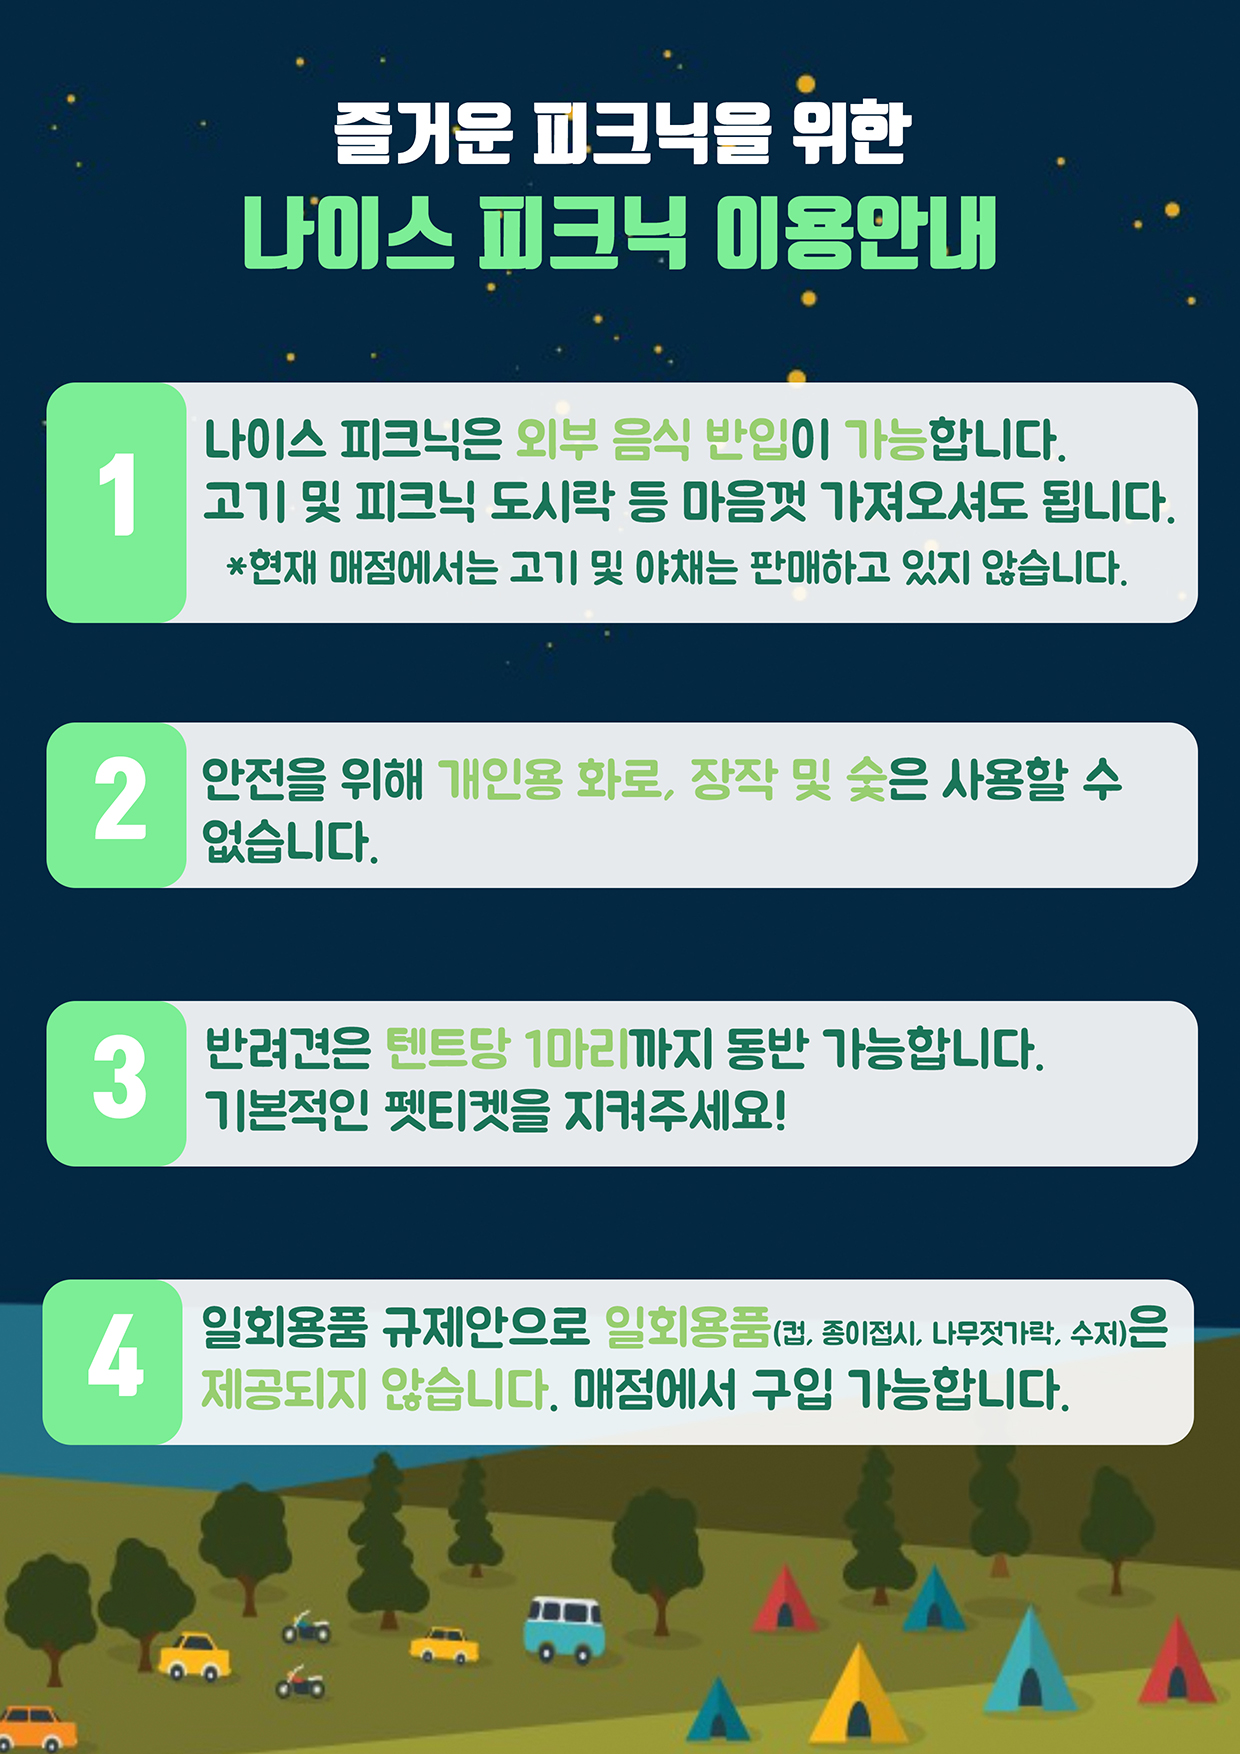 즐거운 피크닉을 위한
나이스 피크닉 이용안내
1
나이스 피크닉은 외부 음식 반입이 가능합니다.
고기 및 피크닉 도시락 등 마음껏 가져오셔도 됩니다.
*현재 매점에서는 고기 및 야채는 판매하고 있지 않습니다.
2
안전을 위해 개인용 화로, 장작 및 숯은 사용할 수
없습니다.
3
반려견은 텐트당 1마리까지 동반 가능합니다.
기본적인 펫티켓을 지켜주세요!
4
일회용품 규제안으로 일회용품(컵, 종이접시, 나무젓가락, 수저)은
제공되지 않습니다. 매점에서 구입 가능합니다.